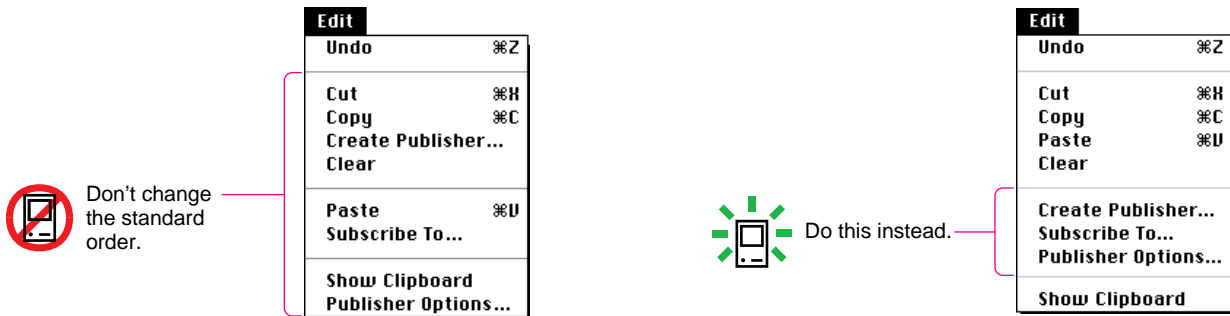 Edit
Undo ⌘Z
Cut ⌘X
Copy ⌘C
Create Publisher...
Clear
Paste ⌘V
Subscribe To...
Show Clipboard
Publisher Options...
Don’t change
the standard
order.
Edit
Undo ⌘Z
Cut ⌘X
Copy ⌘C
Paste ⌘V
Clear
Create Publisher...
Subscribe To...
Publisher Options...
Show Clipboard
Do this instead.